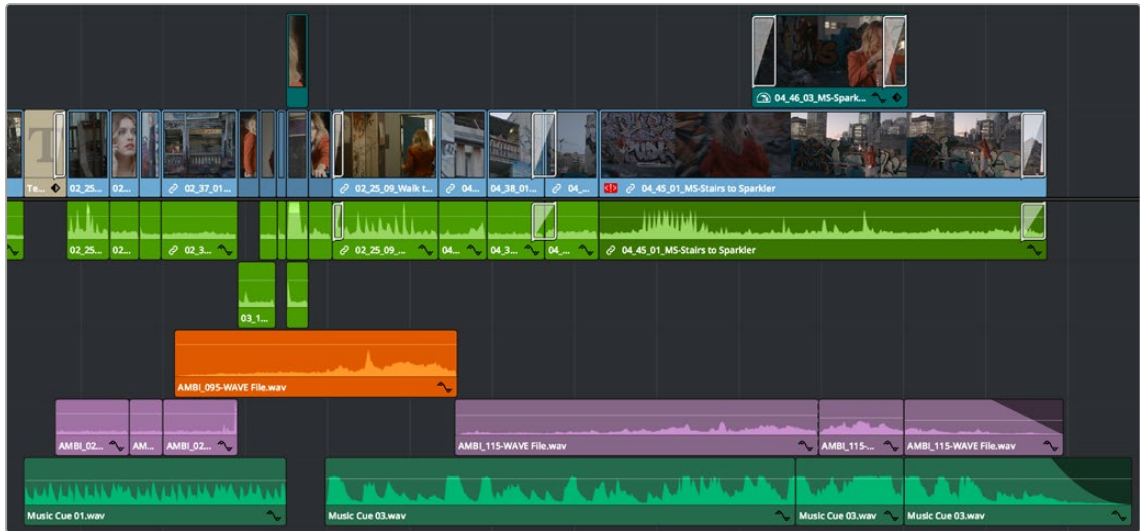 04_46_03_MS-Spark...
Te...
02_25...
02...
02_37_01...
02_25_09_Walk t...
04...
04_38_01...
04_...
04_45_01_MS-Stairs to Sparkler
02_25...
02...
02_3...
02_25_09_...
04...
04_3...
04_...
04_45_01_MS-Stairs to Sparkler
03_1...
AMBI_095-WAVE File.wav
AMBI_02...
AM...
AMBI_02...
AMBI_115-WAVE File.wav
AMBI_115-...
AMBI_115-WAVE File.wav
Music Cue 01.wav
Music Cue 03.wav
Music Cue 03.wav
Music Cue 03.wav